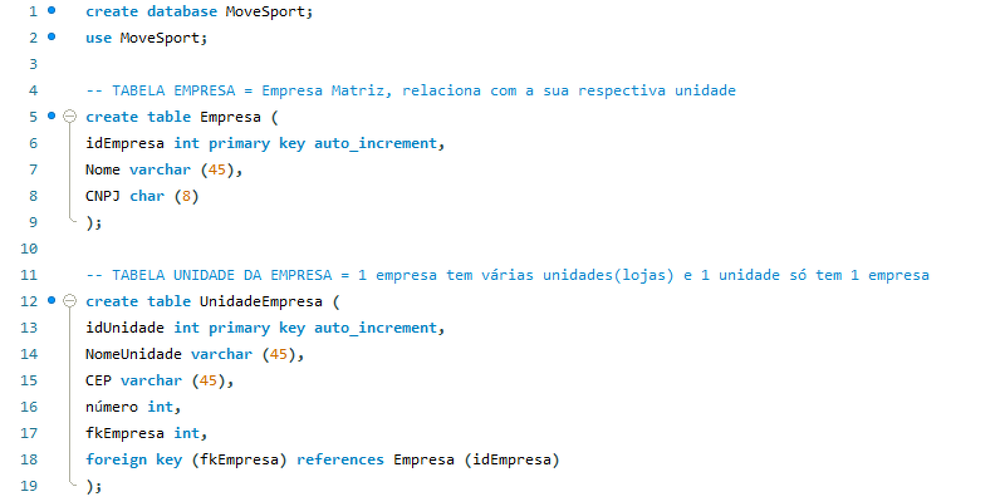 1 create database MoveSport;
2 use MoveSport;
3
4 -- TABELA EMPRESA = Empresa Matriz, relaciona com a sua respectiva unidade
5 create table Empresa (
6 idEmpresa int primary key auto_increment,
7 Nome varchar (45),
8 CNPJ char (8)
9 );
10
11 -- TABELA UNIDADE DA EMPRESA = 1 empresa tem várias unidades(lojas) e 1 unidade só tem 1 empresa
12 create table UnidadeEmpresa (
13 idUnidade int primary key auto_increment,
14 NomeUnidade varchar (45),
15 CEP varchar (45),
16 número int,
17 fkEmpresa int,
18 foreign key (fkEmpresa) references Empresa (idEmpresa)
19 );